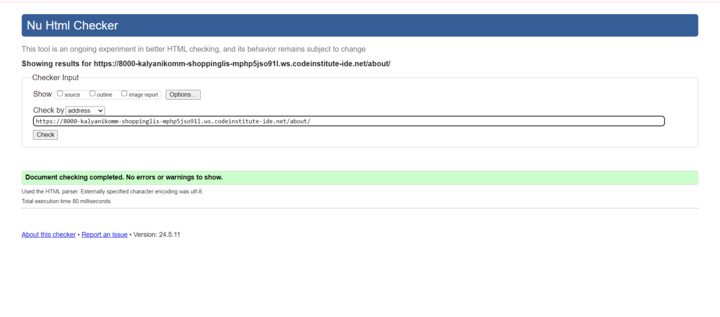 Nu Html Checker
This tool is an ongoing experiment in better HTML checking, and its behavior remains subject to change
Showing results for https://8000-kalyanikomm-shoppinglis-mphp5jso91l.ws.codeinstitute-ide.net/about/
Checker Input
Show source outline image report Options...
Check by address
https://8000-kalyanikomm-shoppinglis-mphp5jso91l.ws.codeinstitute-ide.net/about/
Check
Document checking completed. No errors or warnings to show.
Used the HTML parser. Externally specified character encoding was utf-8.
Total execution time 80 milliseconds.
About this checker • Report an issue • Version: 24.5.11